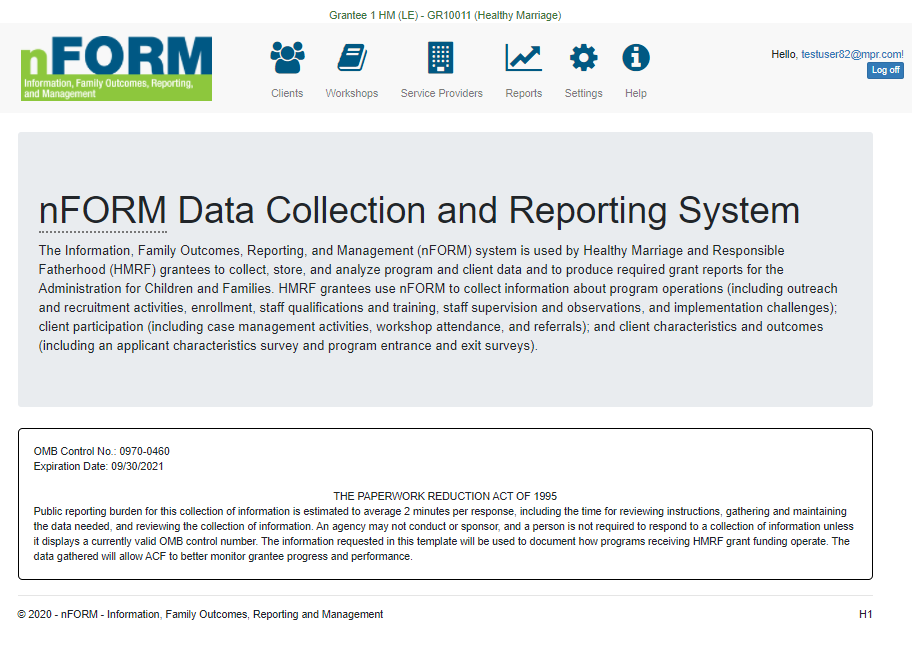 Grantee 1 HM (LE) - GR10011 (Healthy Marriage)
nFORM
Information, Family Outcomes, Reporting,
and Management
Clients
Workshops
Service Providers
Reports
Settings
Help
Hello, testuser82@mpr.com!
Log off
nFORM Data Collection and Reporting System
The Information, Family Outcomes, Reporting, and Management (nFORM) system is used by Healthy Marriage and Responsible
Fatherhood (HMRF) grantees to collect, store, and analyze program and client data and to produce required grant reports for the
Administration for Children and Families. HMRF grantees use nFORM to collect information about program operations (including outreach
and recruitment activities, enrollment, staff qualifications and training, staff supervision and observations, and implementation challenges);
client participation (including case management activities, workshop attendance, and referrals); and client characteristics and outcomes
(including an applicant characteristics survey and program entrance and exit surveys).
OMB Control No.: 0970-0460
Expiration Date: 09/30/2021
THE PAPERWORK REDUCTION ACT OF 1995
Public reporting burden for this collection of information is estimated to average 2 minutes per response, including the time for reviewing instructions, gathering and maintaining
the data needed, and reviewing the collection of information. An agency may not conduct or sponsor, and a person is not required to respond to a collection of information unless
it displays a currently valid OMB control number. The information requested in this template will be used to document how programs receiving HMRF grant funding operate. The
data gathered will allow ACF to better monitor grantee progress and performance.
© 2020 - nFORM - Information, Family Outcomes, Reporting and Management
H1